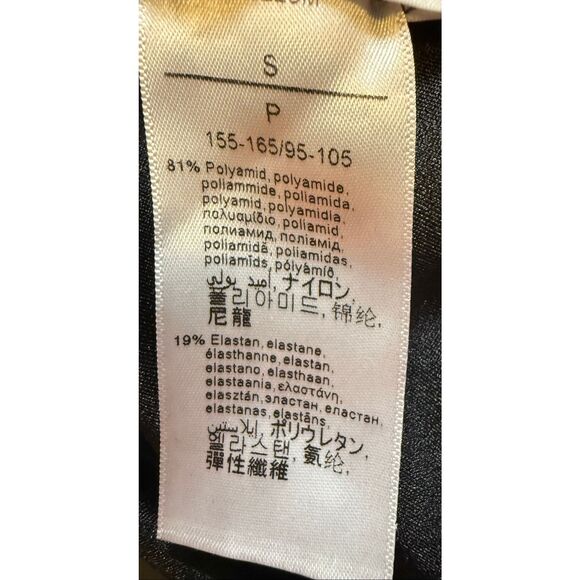 S
P
155-165/95-105
81% Polyamid, polyamide,
poliammide, poliamida,
polyamid, polyamidia,
πολυαμίδιο, poliamid,
полиамид, поліамід,
poliamidă, poliamidas,
poliamīds, pólýamíð,
ナイロン,
폴리아미드, 锦纶,
尼龍
19% Elastan, elastane,
élasthanne, elastan,
elastano, elasthaan,
elastaania, ελαστάνη,
elasztán, эластан, еластан,
elastanas, elastāns,
إيلاستين, ポリウレタン,
엘라스탠, 氨纶,
彈性纖維